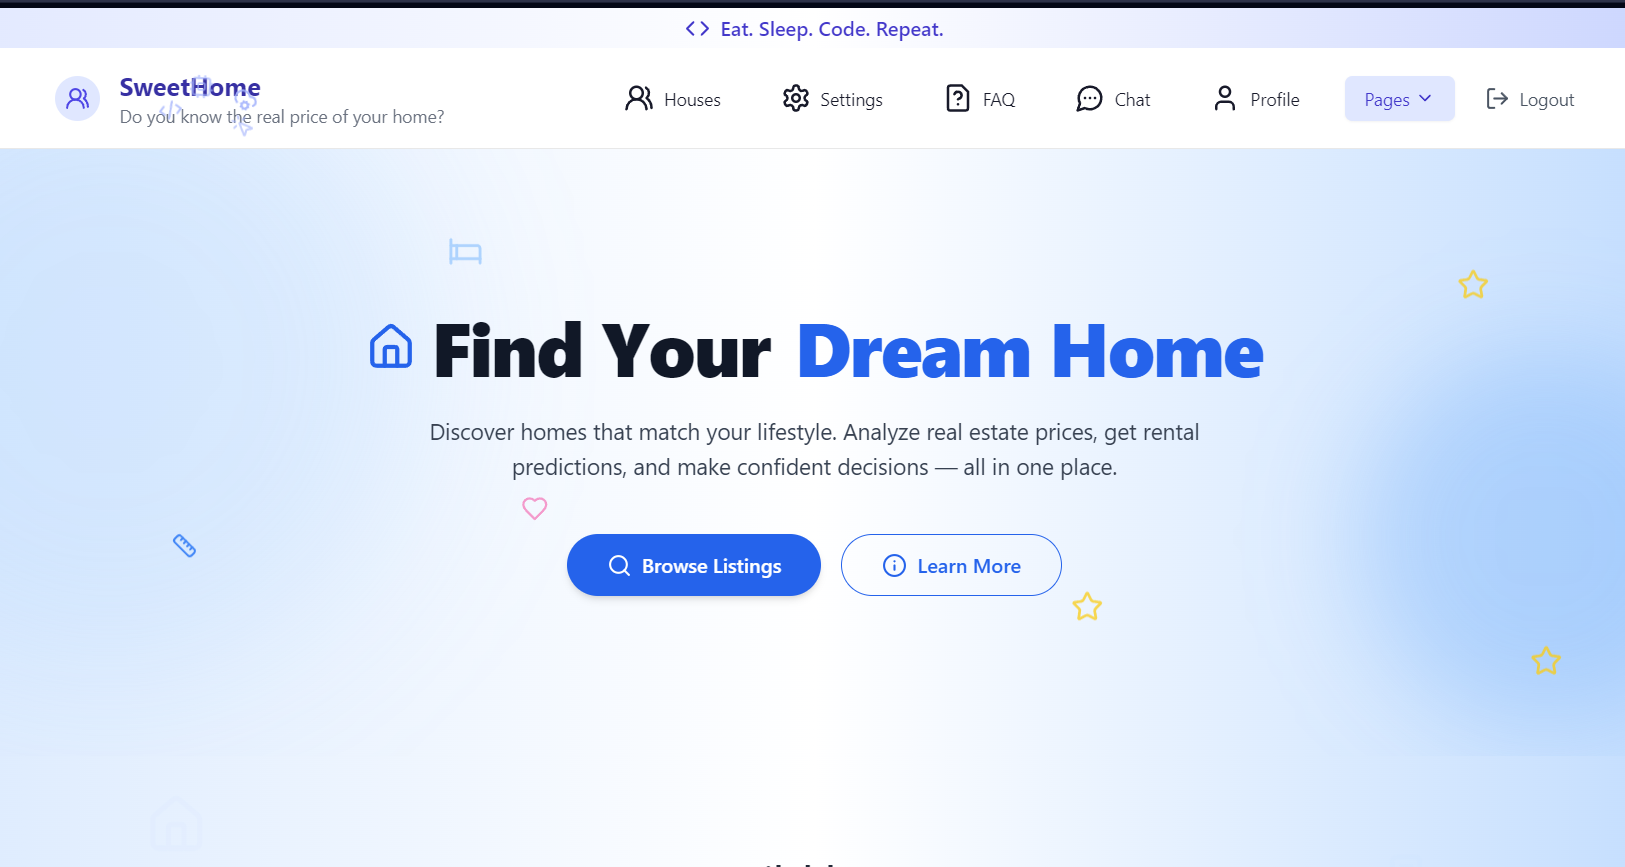 Eat. Sleep. Code. Repeat.
SweetHome
Do you know the real price of your home?
Houses
Settings
FAQ
Chat
Profile
Pages
Logout
Find Your Dream Home
Discover homes that match your lifestyle. Analyze real estate prices, get rental
predictions, and make confident decisions — all in one place.
Browse Listings
Learn More